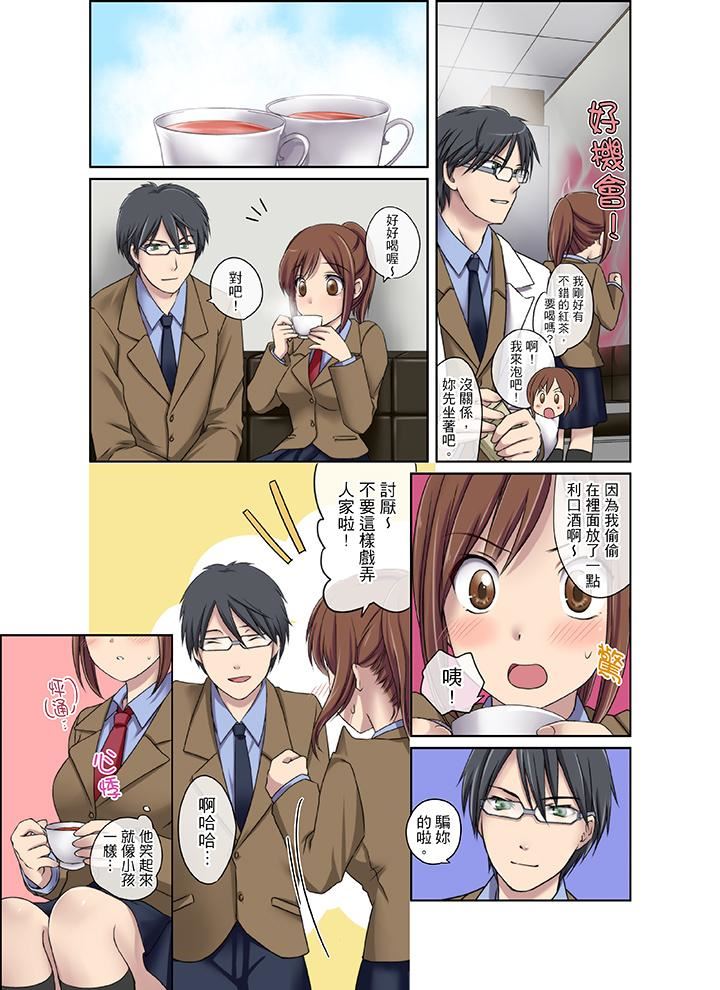 好機會！
我剛好有
不錯的紅茶，
要喝嗎？
啊！
我來泡吧！
沒關係，
妳先坐著吧。
好好喝喔～
對吧！
因為我偷偷
在裡面放了一點
利口酒啊～
咦！
驚
騙妳
的啦。
討厭～
不要這樣戲弄
人家啦！
啊哈哈…
怦通…
心悸
他笑起來
就像小孩
一樣…